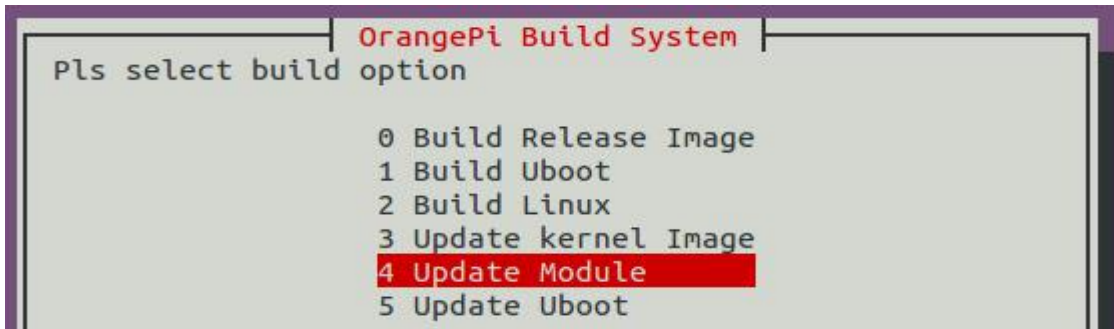 OrangePi Build System
Pls select build option
0 Build Release Image
1 Build Uboot
2 Build Linux
3 Update kernel Image
4 Update Module
5 Update Uboot